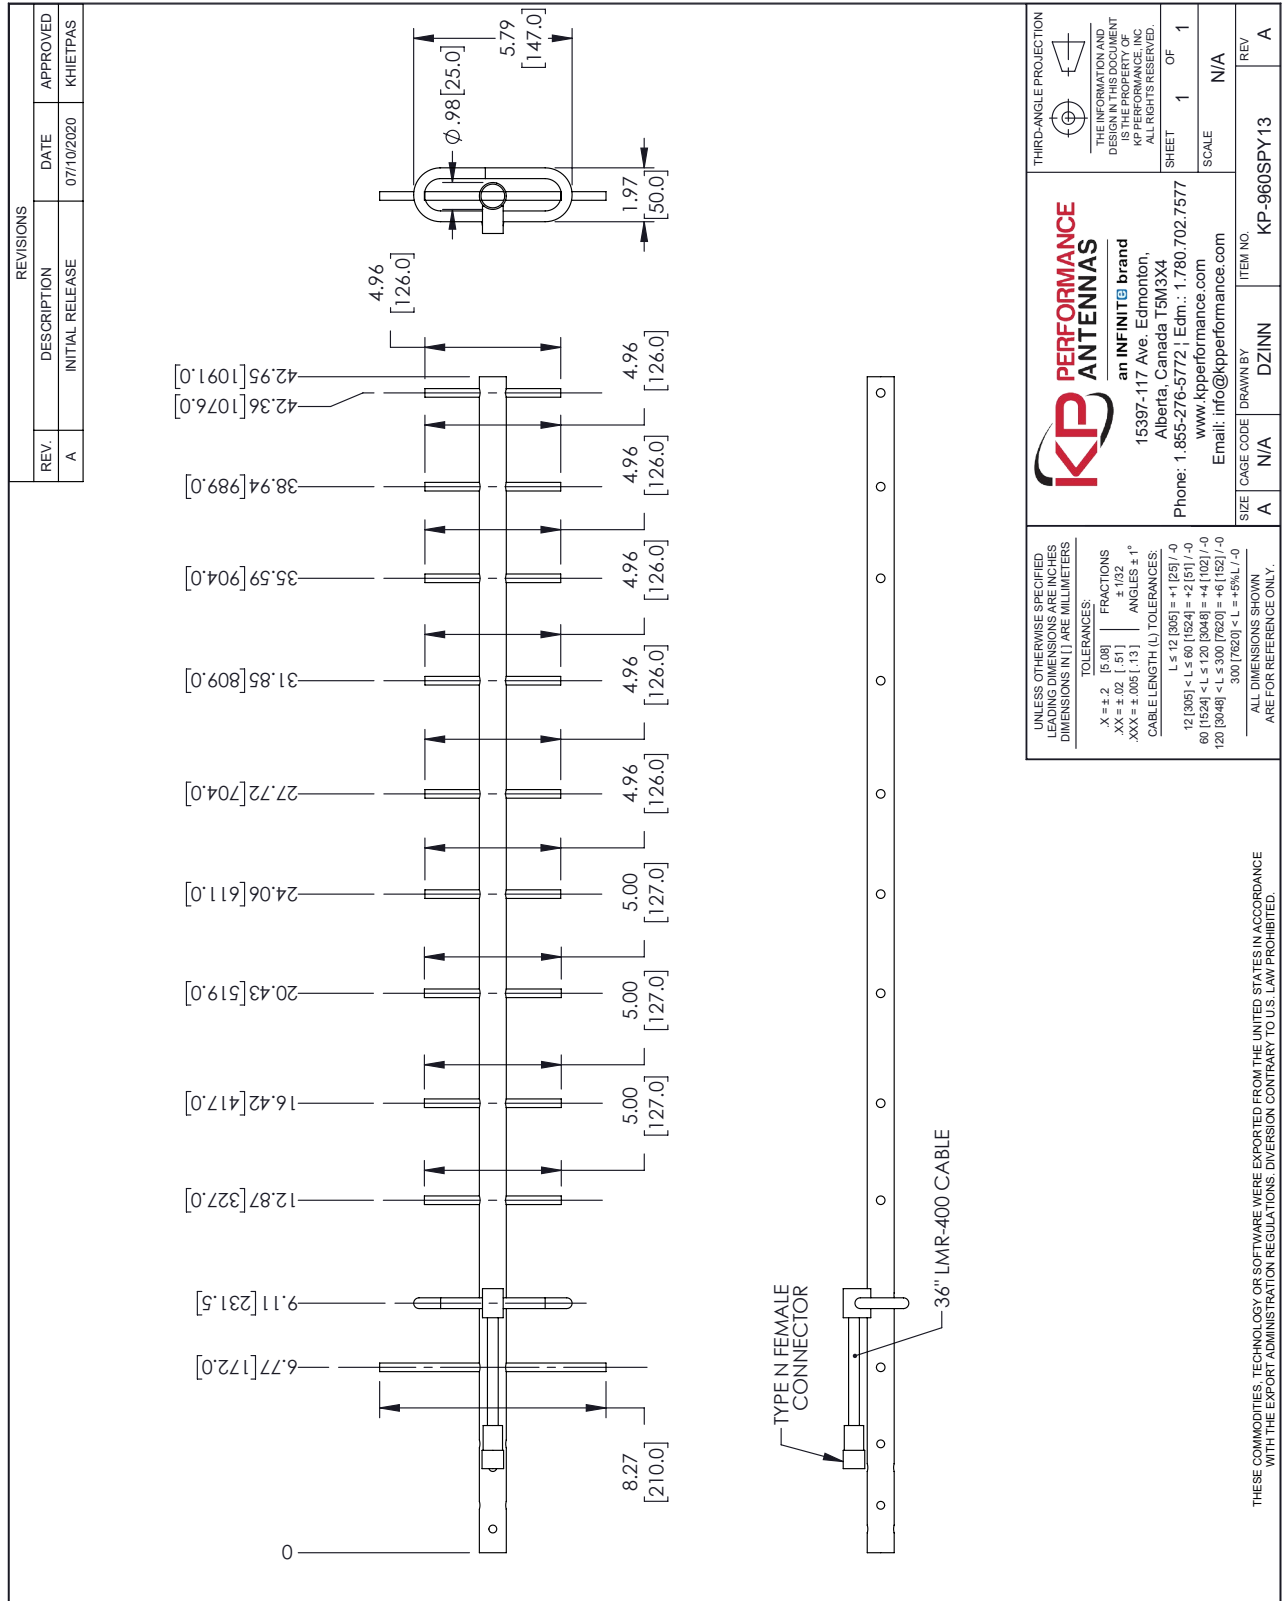 REVISIONS
REV.
DESCRIPTION
DATE
APPROVED
A
INITIAL RELEASE
07/10/2020
KHIETPAS
0
6.77[172.0]
9.11[231.5]
12.87[327.0]
16.42[417.0]
20.43[519.0]
24.06[611.0]
27.72[704.0]
31.85[809.0]
35.59[904.0]
38.94[989.0]
42.36[1076.0]
42.95[1091.0]
8.27
[210.0]
5.00
[127.0]
5.00
[127.0]
5.00
[127.0]
4.96
[126.0]
4.96
[126.0]
4.96
[126.0]
4.96
[126.0]
4.96
[126.0]
4.96
[126.0]
Ø.98[25.0]
5.79
[147.0]
1.97
[50.0]
TYPE N FEMALE
CONNECTOR
36" LMR-400 CABLE
UNLESS OTHERWISE SPECIFIED
LEADING DIMENSIONS ARE INCHES
DIMENSIONS IN [ ] ARE MILLIMETERS
TOLERANCES:
.X = ±.2 [5.08]
.XX = ±.02 [.51]
.XXX = ±.005 [.13]
FRACTIONS
± 1/32
ANGLES ± 1°
CABLE LENGTH (L) TOLERANCES:
L ≤ 12 [305] = +1 [25] / -0
12 [305] < L ≤ 60 [1524] = +2 [51] / -0
60 [1524] < L ≤ 120 [3048] = +4 [102] / -0
120 [3048] < L ≤ 300 [7620] = +6 [152] / -0
300 [7620] < L = +5%L / -0
ALL DIMENSIONS SHOWN
ARE FOR REFERENCE ONLY.
KP PERFORMANCE
ANTENNAS
an INFINITe brand
15397-117 Ave. Edmonton,
Alberta, Canada T5M3X4
Phone: 1.855-276-5772 | Edm.: 1.780.702.7577
www.kpperformance.com
Email: info@kpperformance.com
THIRD-ANGLE PROJECTION
THE INFORMATION AND
DESIGN IN THIS DOCUMENT
IS THE PROPERTY OF
KP PERFORMANCE, INC
ALL RIGHTS RESERVED.
SHEET 1 OF 1
SCALE
N/A
SIZE
A
CAGE CODE
N/A
DRAWN BY
DZINN
ITEM NO.
KP-960SPY13
REV
A
THESE COMMODITIES, TECHNOLOGY OR SOFTWARE WERE EXPORTED FROM THE UNITED STATES IN ACCORDANCE
WITH THE EXPORT ADMINISTRATION REGULATIONS. DIVERSION CONTRARY TO U.S. LAW PROHIBITED.